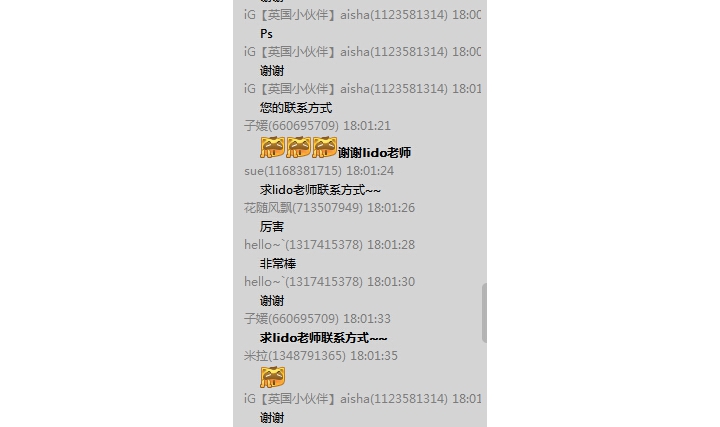 iG【英国小伙伴】aisha(1123581314) 18:00
Ps
iG【英国小伙伴】aisha(1123581314) 18:00
谢谢
iG【英国小伙伴】aisha(1123581314) 18:01
您的联系方式
子媛(660695709) 18:01:21
谢谢lido老师
sue(1168381715) 18:01:24
求lido老师联系方式~~
花随风飘(713507949) 18:01:26
厉害
hello~`(1317415378) 18:01:28
非常棒
hello~`(1317415378) 18:01:30
谢谢
子媛(660695709) 18:01:33
求lido老师联系方式~~
米拉(1348791365) 18:01:35
iG【英国小伙伴】aisha(1123581314) 18:01
谢谢